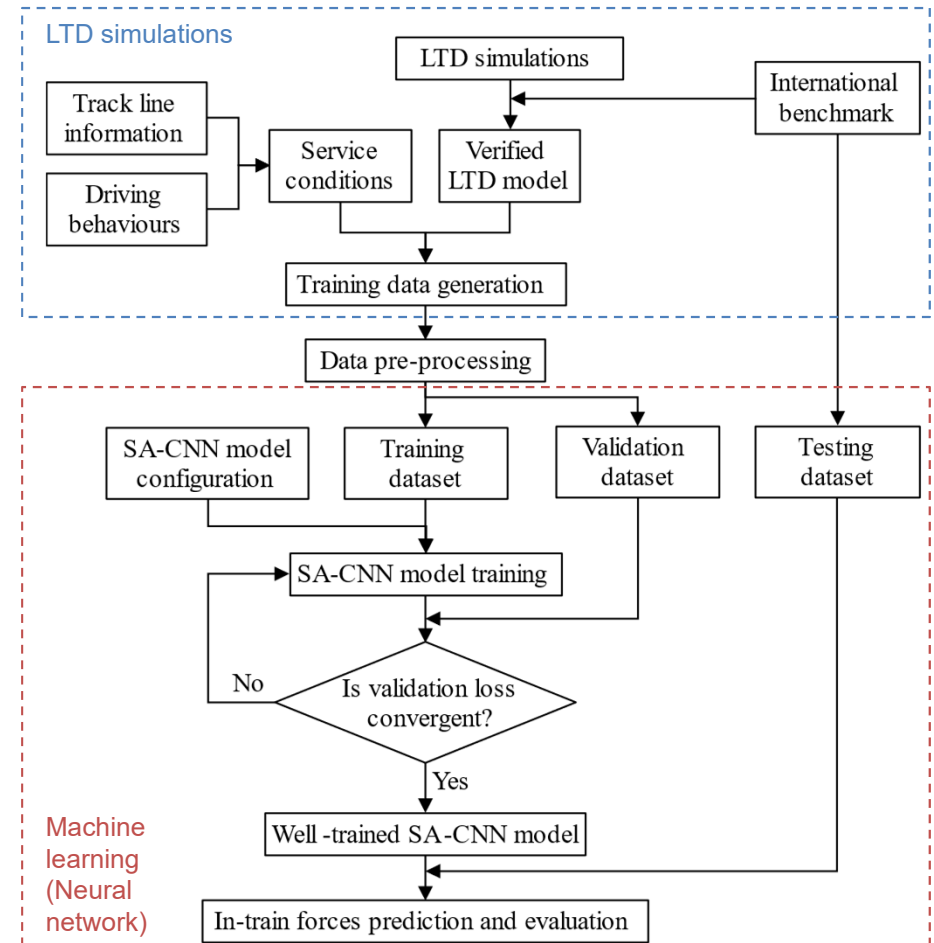 LTD simulations
LTD simulations
International
benchmark
Track line
information
Service
conditions
Verified
LTD model
Driving
behaviours
Training data generation
Data pre-processing
SA-CNN model
configuration
Training
dataset
Validation
dataset
Testing
dataset
SA-CNN model training
No
Is validation loss
convergent?
Yes
Well -trained SA-CNN model
Machine
learning
(Neural
network)
In-train forces prediction and evaluation